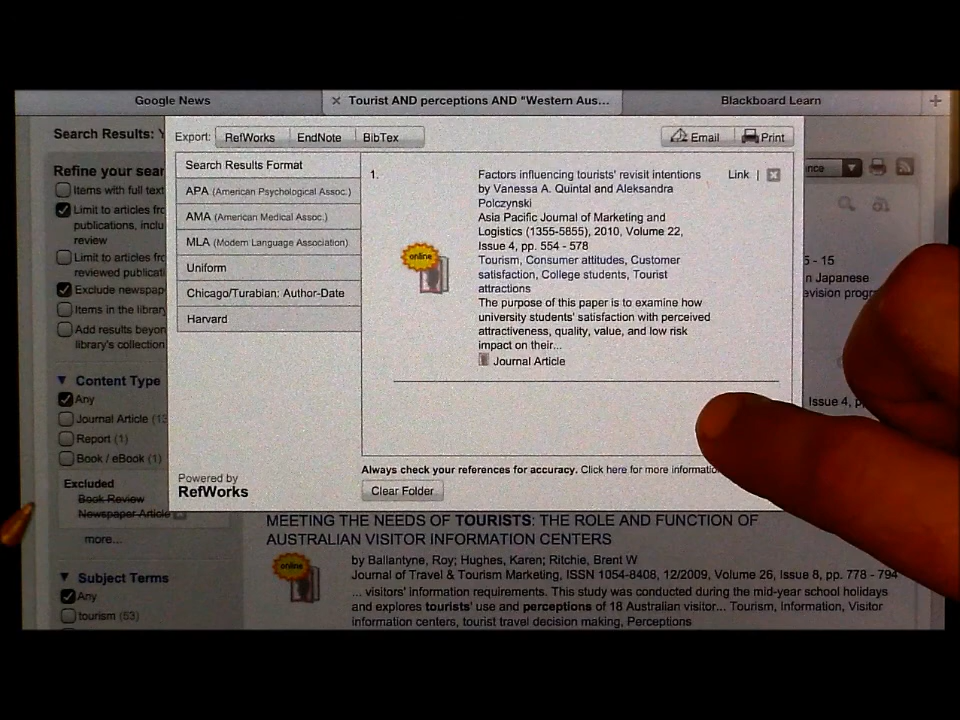 Google News
Tourist AND perceptions AND "Western Aus...
Blackboard Learn
Search Results:
Export:
RefWorks
EndNote
BibTex
Email
Print
Refine your sear
Items with full text
Limit to articles fro
publications, inclu
review
Limit to articles fro
reviewed publicati
Exclude newspap
Items in the library
Add results beyon
library's collection
Content Type
Any
Journal Article (13
Report (1)
Book / eBook (1)
Excluded
Book Review
Newspaper Article
more...
Subject Terms
Any
tourism (53)
Search Results Format
APA (American Psychological Assoc.)
AMA (American Medical Assoc.)
MLA (Modern Language Association)
Uniform
Chicago/Turabian: Author-Date
Harvard
Powered by
RefWorks
1.
online
Factors influencing tourists' revisit intentions
by Vanessa A. Quintal and Aleksandra
Polczynski
Asia Pacific Journal of Marketing and
Logistics (1355-5855), 2010, Volume 22,
Issue 4, pp. 554 - 578
Tourism, Consumer attitudes, Customer
satisfaction, College students, Tourist
attractions
The purpose of this paper is to examine how
university students' satisfaction with perceived
attractiveness, quality, value, and low risk
impact on their...
Journal Article
Link |
Always check your references for accuracy. Click here for more informatio
Clear Folder
nce
5 - 15
n Japanese
evision progr
Issue 4, p
MEETING THE NEEDS OF TOURISTS: THE ROLE AND FUNCTION OF
AUSTRALIAN VISITOR INFORMATION CENTERS
online
by Ballantyne, Roy; Hughes, Karen; Ritchie, Brent W
Journal of Travel & Tourism Marketing, ISSN 1054-8408, 12/2009, Volume 26, Issue 8, pp. 778 - 794
... visitors' information requirements. This study was conducted during the mid-year school holidays
and explores tourists' use and perceptions of 18 Australian visitor... Tourism, Information, Visitor
information centers, tourist travel decision making, Perceptions